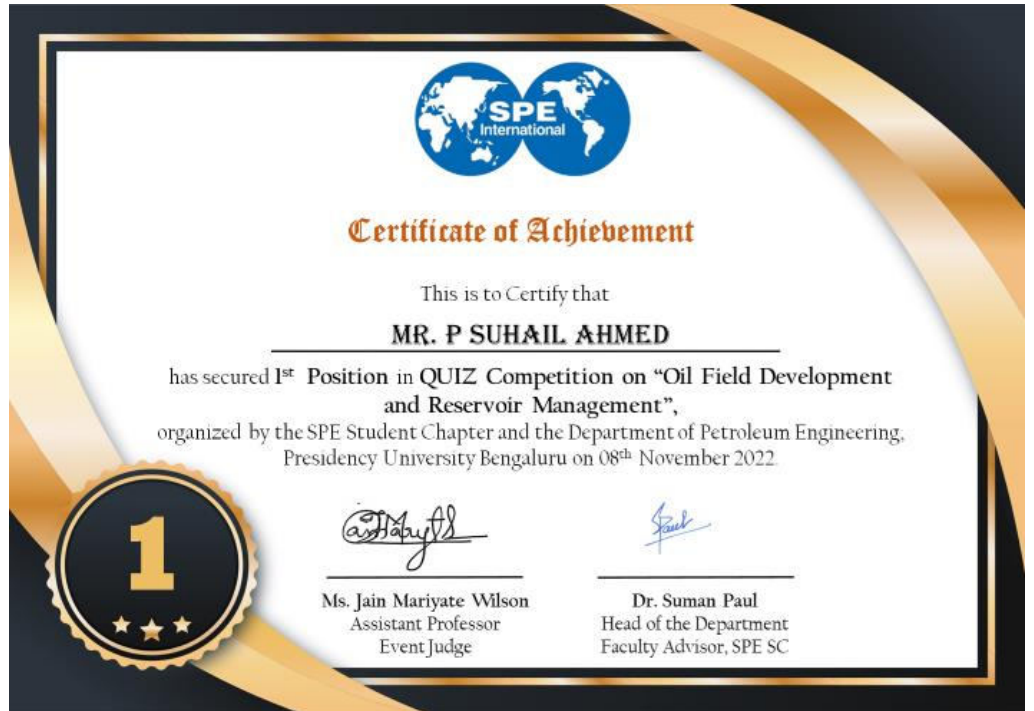 SPE
International
Certificate of Achievement
This is to Certify that
MR. P SUHAIL AHMED
has secured 1st Position in QUIZ Competition on “Oil Field Development
and Reservoir Management”,
organized by the SPE Student Chapter and the Department of Petroleum Engineering,
Presidency University Bengaluru on 08th November 2022.
1
Paul
Ms. Jain Mariyate Wilson
Assistant Professor
Event Judge
Dr. Suman Paul
Head of the Department
Faculty Advisor, SPE SC